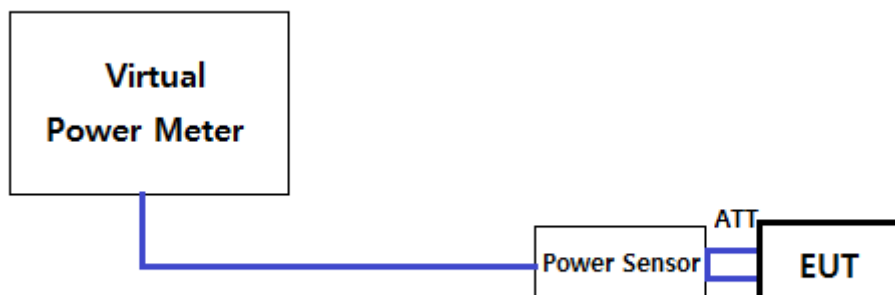 Virtual
Power Meter
ATT
Power Sensor
EUT